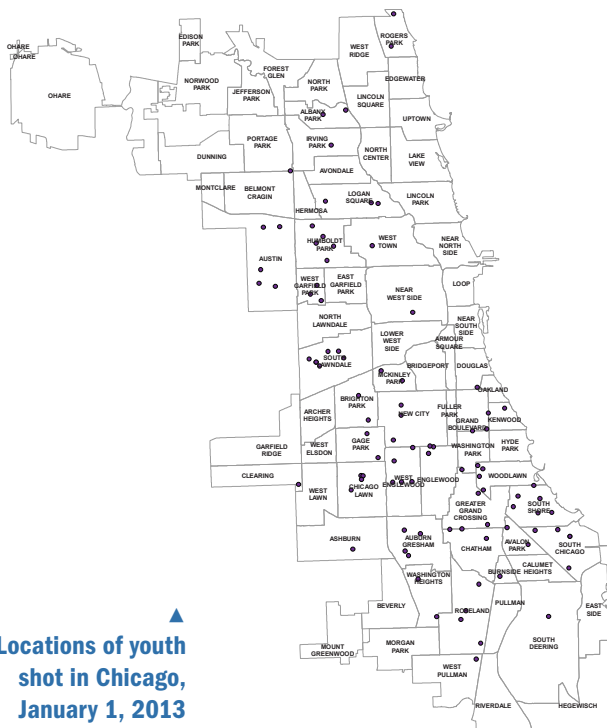 ROGERS
PARK
EDISON
PARK
WEST
RIDGE
OHARE
OHARE
FOREST
GLEN
NORWOOD
PARK
NORTH
PARK
EDGEWATER
JEFFERSON
PARK
LINCOLN
SQUARE
OHARE
ALBANY
PARK
UPTOWN
PORTAGE
PARK
IRVING
PARK
NORTH
CENTER
DUNNING
LAKE
VIEW
AVONDALE
MONTCLARE
BELMONT
CRAGIN
LOGAN
SQUARE
LINCOLN
PARK
HERMOSA
HUMBOLDT
PARK
WEST
TOWN
NEAR
NORTH
SIDE
AUSTIN
WEST
GARFIELD
PARK
EAST
GARFIELD
PARK
NEAR
WEST SIDE
LOOP
NORTH
LAWNDALE
NEAR
SOUTH
SIDE
LOWER
WEST
SIDE
ARMOUR
SQUARE
SOUTH
LAWNDALE
BRIDGEPORT
DOUGLAS
MCKINLEY
PARK
OAKLAND
BRIGHTON
PARK
ARCHER
HEIGHTS
NEW CITY
FULLER
PARK
GRAND
BOULEVARD
KENWOOD
GARFIELD
RIDGE
WEST
ELSDON
GAGE
PARK
WASHINGTON
PARK
HYDE
PARK
CLEARING
WEST
ENGLEWOOD
ENGLEWOOD
WOODLAWN
WEST
LAWN
CHICAGO
LAWN
GREATER
GRAND
CROSSING
SOUTH
SHORE
ASHBURN
AUBURN
GRESHAM
CHATHAM
AVALON
PARK
SOUTH
CHICAGO
WASHINGTON
HEIGHTS
BURNSIDE
CALUMET
HEIGHTS
BEVERLY
ROSELAND
PULLMAN
EAST
SIDE
MOUNT
GREENWOOD
MORGAN
PARK
SOUTH
DEERING
WEST
PULLMAN
RIVERDALE
HEGEWISCH
Locations of youth
shot in Chicago,
January 1, 2013